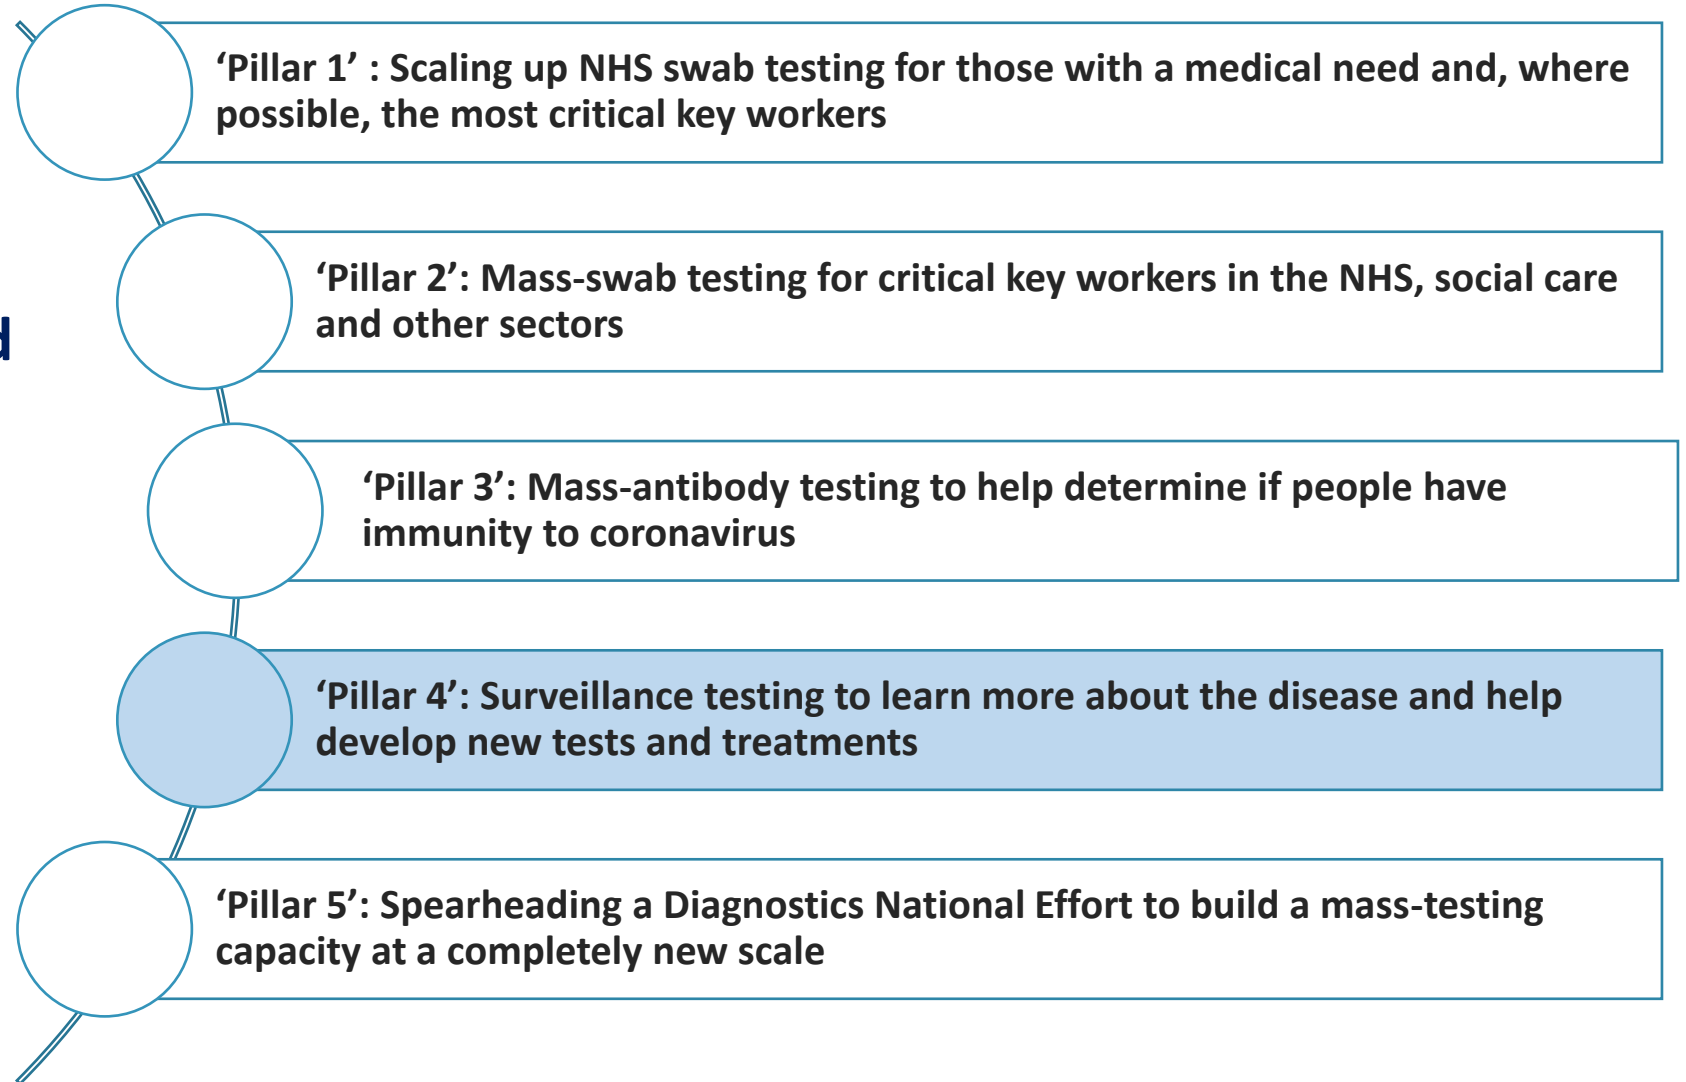 ‘Pillar 1’ : Scaling up NHS swab testing for those with a medical need and, where
possible, the most critical key workers
‘Pillar 2’: Mass-swab testing for critical key workers in the NHS, social care
and other sectors
‘Pillar 3’: Mass-antibody testing to help determine if people have
immunity to coronavirus
‘Pillar 4’: Surveillance testing to learn more about the disease and help
develop new tests and treatments
‘Pillar 5’: Spearheading a Diagnostics National Effort to build a mass-testing
capacity at a completely new scale